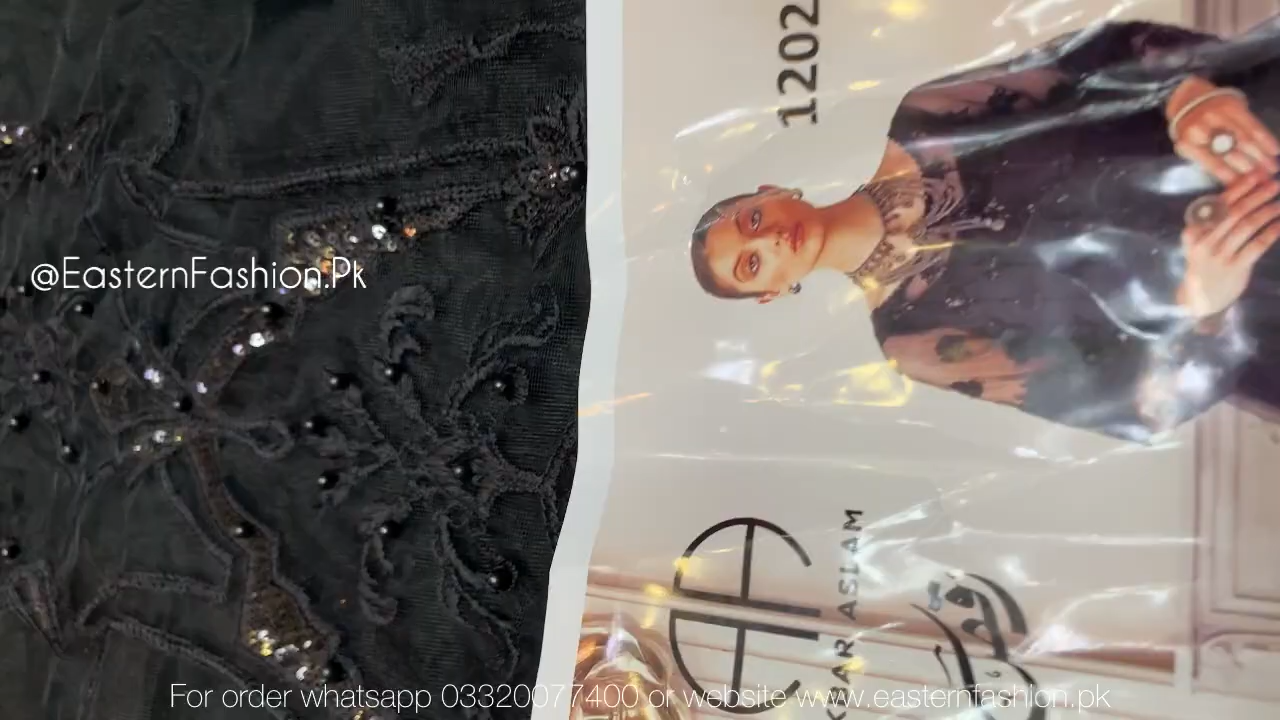 1202
@EasternFashion.Pk
KAR ASLAM
For order whatsapp 03320077400 or website www.easternfashion.pk